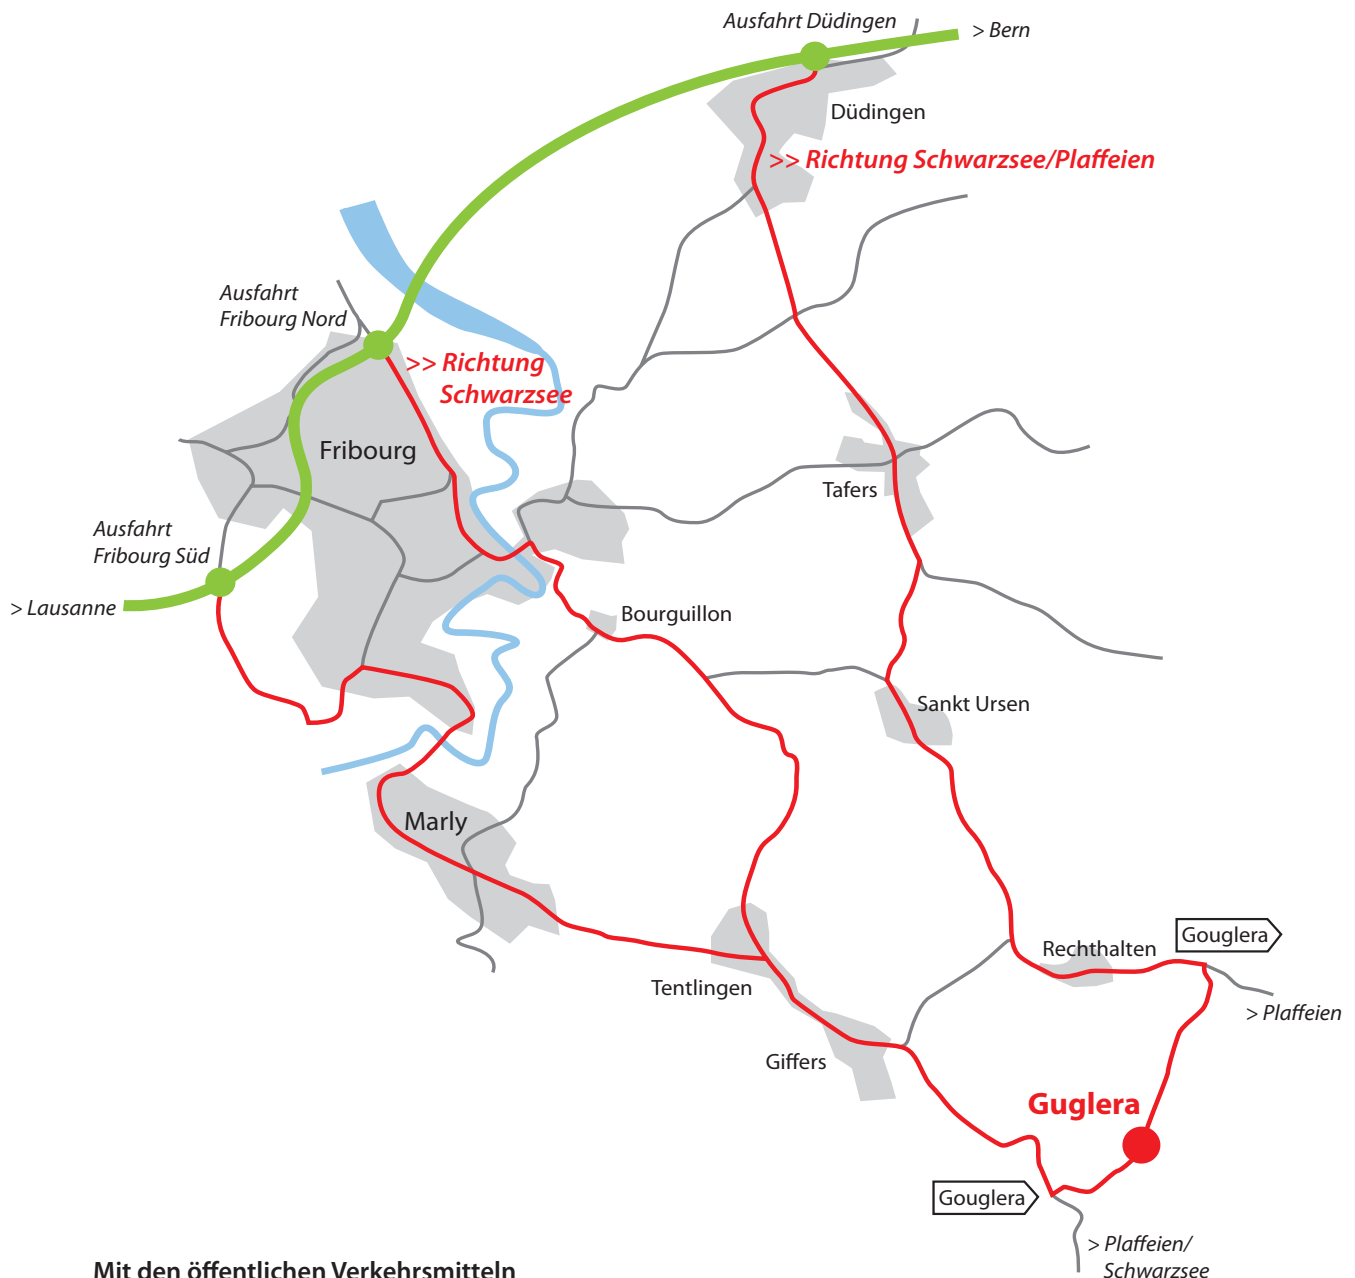 Ausfahrt Düdingen
> Bern
Düdingen
>> Richtung Schwarzsee/Plaffeien
Ausfahrt
Fribourg Nord
>> Richtung
Schwarzsee
Fribourg
Tafers
Ausfahrt
Fribourg Süd
> Lausanne
Bourguillon
Sankt Ursen
Marly
Gouglera
Rechthalten
Tentlingen
> Plaffeien
Giffers
Guglera
Gouglera
> Plaffeien/
Schwarzsee
Mit den öffentlichen Verkehrsmitteln